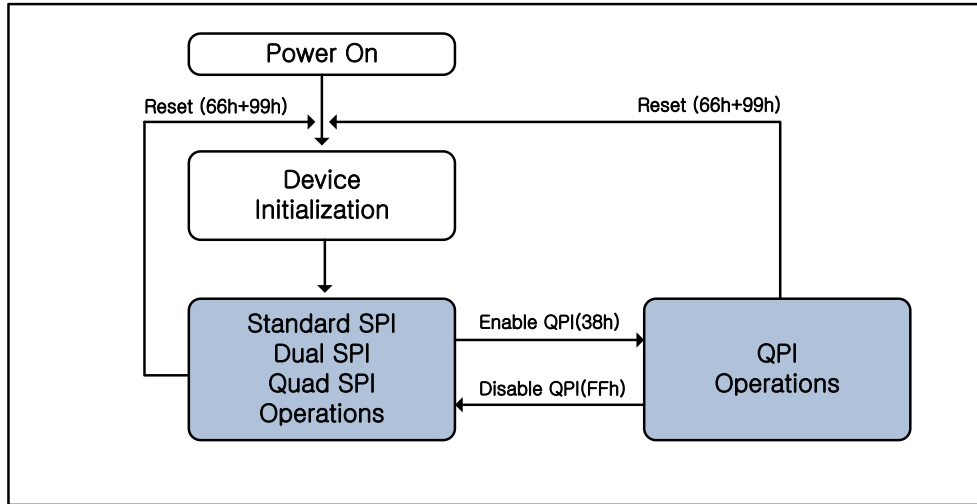 Power On
Reset (66h+99h)
Reset (66h+99h)
Device
Initialization
Standard SPI
Dual SPI
Quad SPI
Operations
Enable QPI(38h)
Disable QPI(FFh)
QPI
Operations